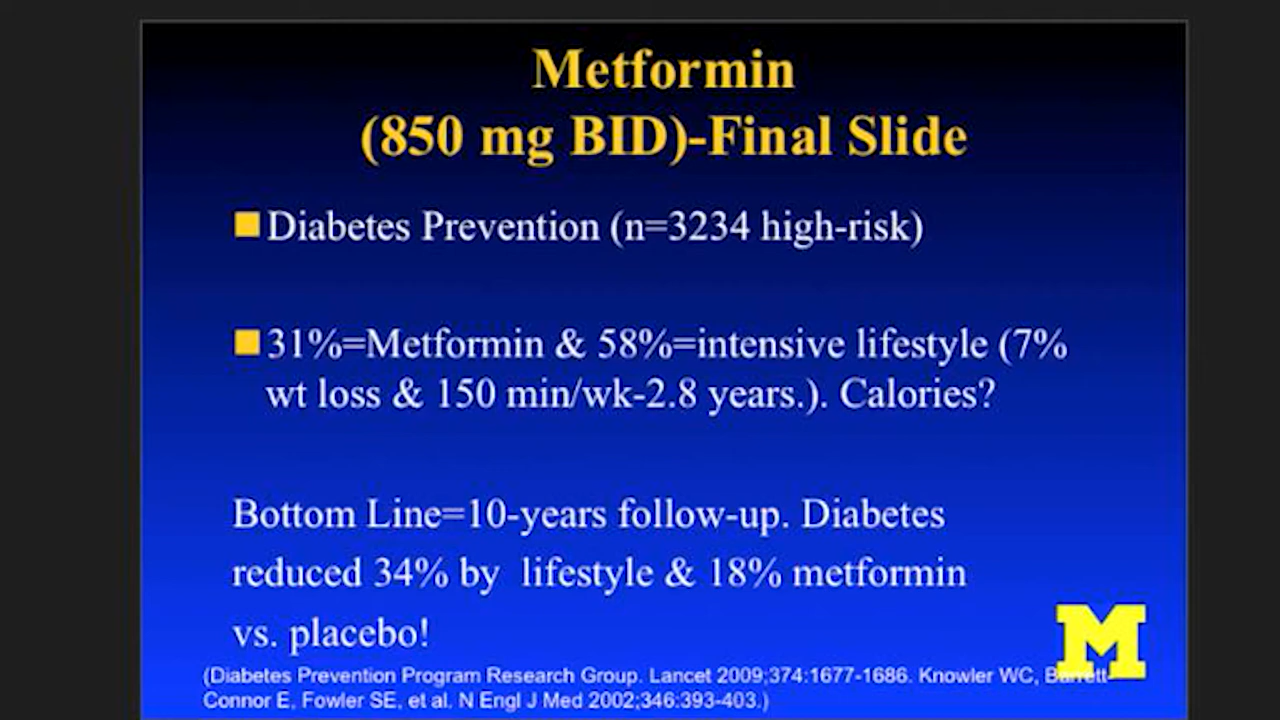 Metformin
(850 mg BID)-Final Slide
Diabetes Prevention (n=3234 high-risk)
31%=Metformin & 58%=intensive lifestyle (7%
wt loss & 150 min/wk-2.8 years.). Calories?
Bottom Line=10-years follow-up. Diabetes
reduced 34% by lifestyle & 18% metformin
vs. placebo!
M
(Diabetes Prevention Program Research Group. Lancet 2009;374:1677-1686. Knowler WC, Barrett-
Connor E, Fowler SE, et al. N Engl J Med 2002;346:393-403.)